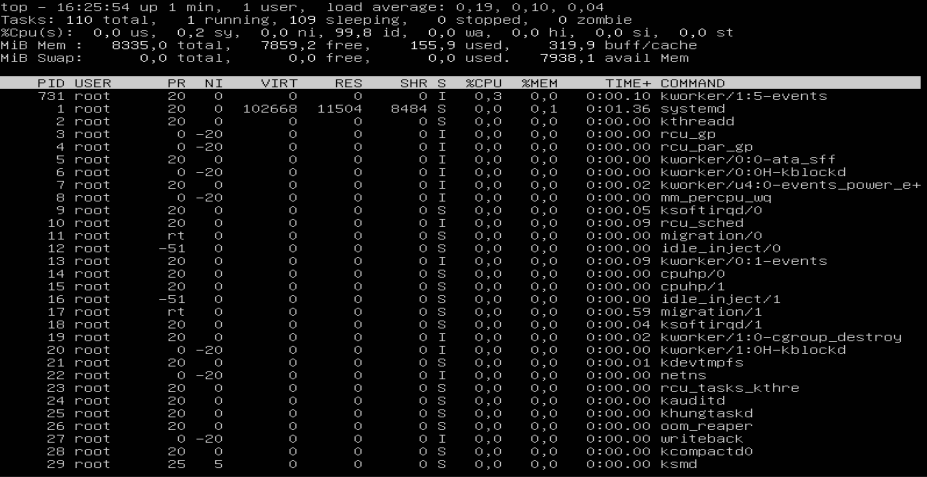 top - 16:25:54 up 1 min,  1 user,  load average: 0,19, 0,10, 0,04
Tasks: 110 total,   1 running, 109 sleeping,   0 stopped,   0 zombie
%Cpu(s):  0,0 us,  0,2 sy,  0,0 ni, 99,8 id,  0,0 wa,  0,0 hi,  0,0 si,  0,0 st
MiB Mem :   8335,0 total,   7859,2 free,    155,9 used,    319,9 buff/cache
MiB Swap:      0,0 total,      0,0 free,      0,0 used.   7938,1 avail Mem
PID USER PR NI VIRT RES SHR S %CPU %MEM TIME+ COMMAND
731 root 20 0 0 0 0 I 0,3 0,0 0:00.10 kworker/1:5-events
1 root 20 0 102668 11504 8484 S 0,0 0,1 0:01.36 systemd
2 root 20 0 0 0 0 S 0,0 0,0 0:00.00 kthreadd
3 root 0 -20 0 0 0 I 0,0 0,0 0:00.00 rcu_gp
4 root 0 -20 0 0 0 I 0,0 0,0 0:00.00 rcu_par_gp
5 root 20 0 0 0 0 I 0,0 0,0 0:00.00 kworker/0:0-ata_sff
6 root 0 -20 0 0 0 I 0,0 0,0 0:00.00 kworker/0:0H-kblockd
7 root 20 0 0 0 0 I 0,0 0,0 0:00.02 kworker/u4:0-events_power_e+
8 root 0 -20 0 0 0 I 0,0 0,0 0:00.00 mm_percpu_wq
9 root 20 0 0 0 0 S 0,0 0,0 0:00.05 ksoftirqd/0
10 root 20 0 0 0 0 I 0,0 0,0 0:00.09 rcu_sched
11 root rt 0 0 0 0 S 0,0 0,0 0:00.00 migration/0
12 root -51 0 0 0 0 S 0,0 0,0 0:00.00 idle_inject/0
13 root 20 0 0 0 0 I 0,0 0,0 0:00.09 kworker/0:1-events
14 root 20 0 0 0 0 S 0,0 0,0 0:00.00 cpuhp/0
15 root 20 0 0 0 0 S 0,0 0,0 0:00.00 cpuhp/1
16 root -51 0 0 0 0 S 0,0 0,0 0:00.00 idle_inject/1
17 root rt 0 0 0 0 S 0,0 0,0 0:00.59 migration/1
18 root 20 0 0 0 0 S 0,0 0,0 0:00.04 ksoftirqd/1
19 root 20 0 0 0 0 I 0,0 0,0 0:00.02 kworker/1:0-cgroup_destroy
20 root 0 -20 0 0 0 I 0,0 0,0 0:00.00 kworker/1:0H-kblockd
21 root 20 0 0 0 0 S 0,0 0,0 0:00.01 kdevtmpfs
22 root 0 -20 0 0 0 I 0,0 0,0 0:00.00 netns
23 root 20 0 0 0 0 S 0,0 0,0 0:00.00 rcu_tasks_kthre
24 root 20 0 0 0 0 S 0,0 0,0 0:00.00 kauditd
25 root 20 0 0 0 0 S 0,0 0,0 0:00.00 khungtaskd
26 root 20 0 0 0 0 S 0,0 0,0 0:00.00 oom_reaper
27 root 0 -20 0 0 0 I 0,0 0,0 0:00.00 writeback
28 root 20 0 0 0 0 S 0,0 0,0 0:00.00 kcompactd0
29 root 25 5 0 0 0 S 0,0 0,0 0:00.00 ksmd